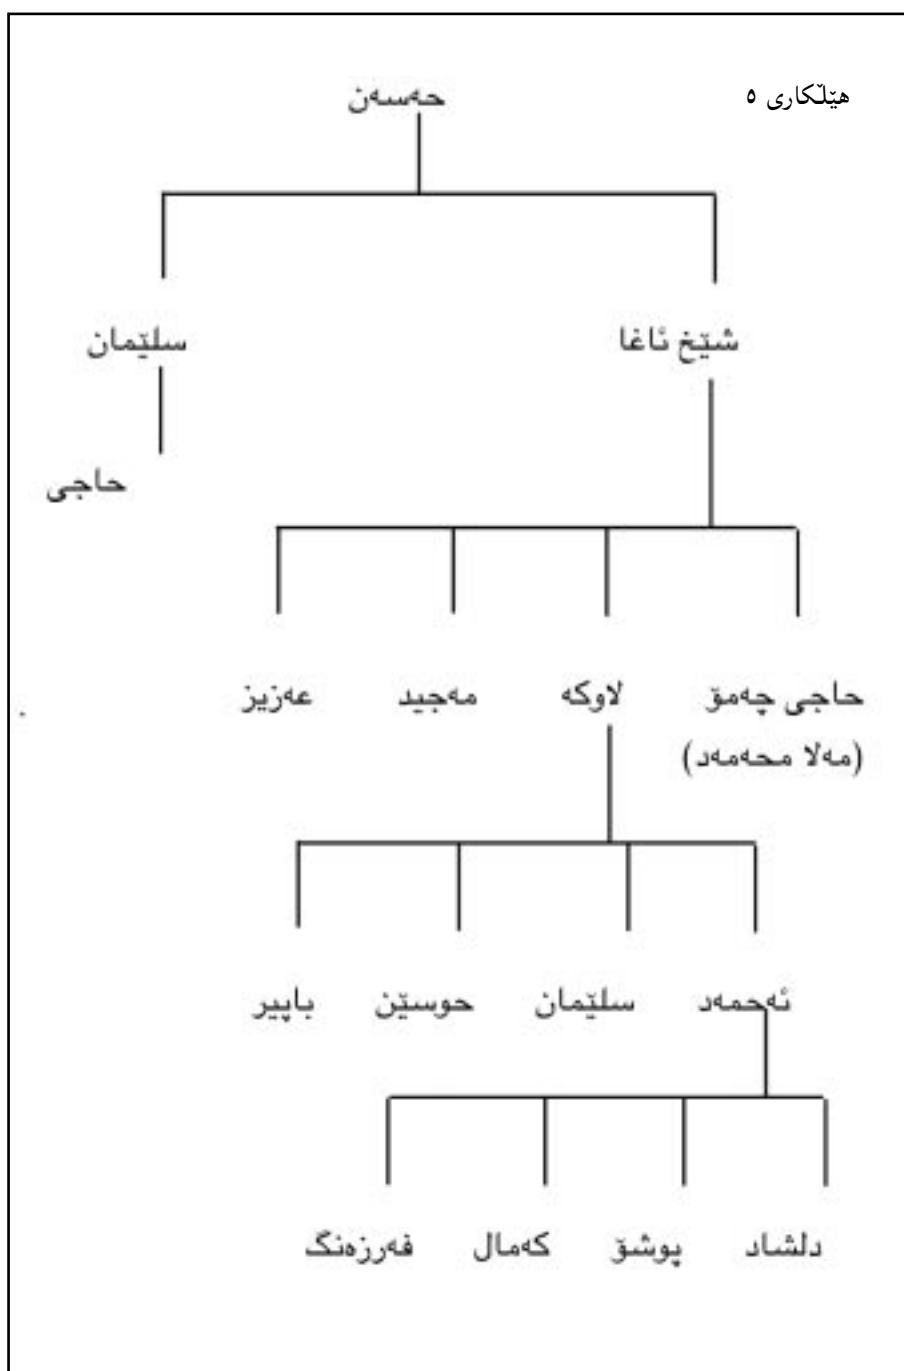 هێڵکاری ٥
حەسەن
شێخ ئاغا
سلێمان
حاجی
حاجی چەمۆ
لاوکە
مەجید
عەزیز
(مەلا محەمەد)
ئەحمەد
سلێمان
حوسێن
باپیر
دلشاد
پوشۆ
کەمال
فەرزەنگ